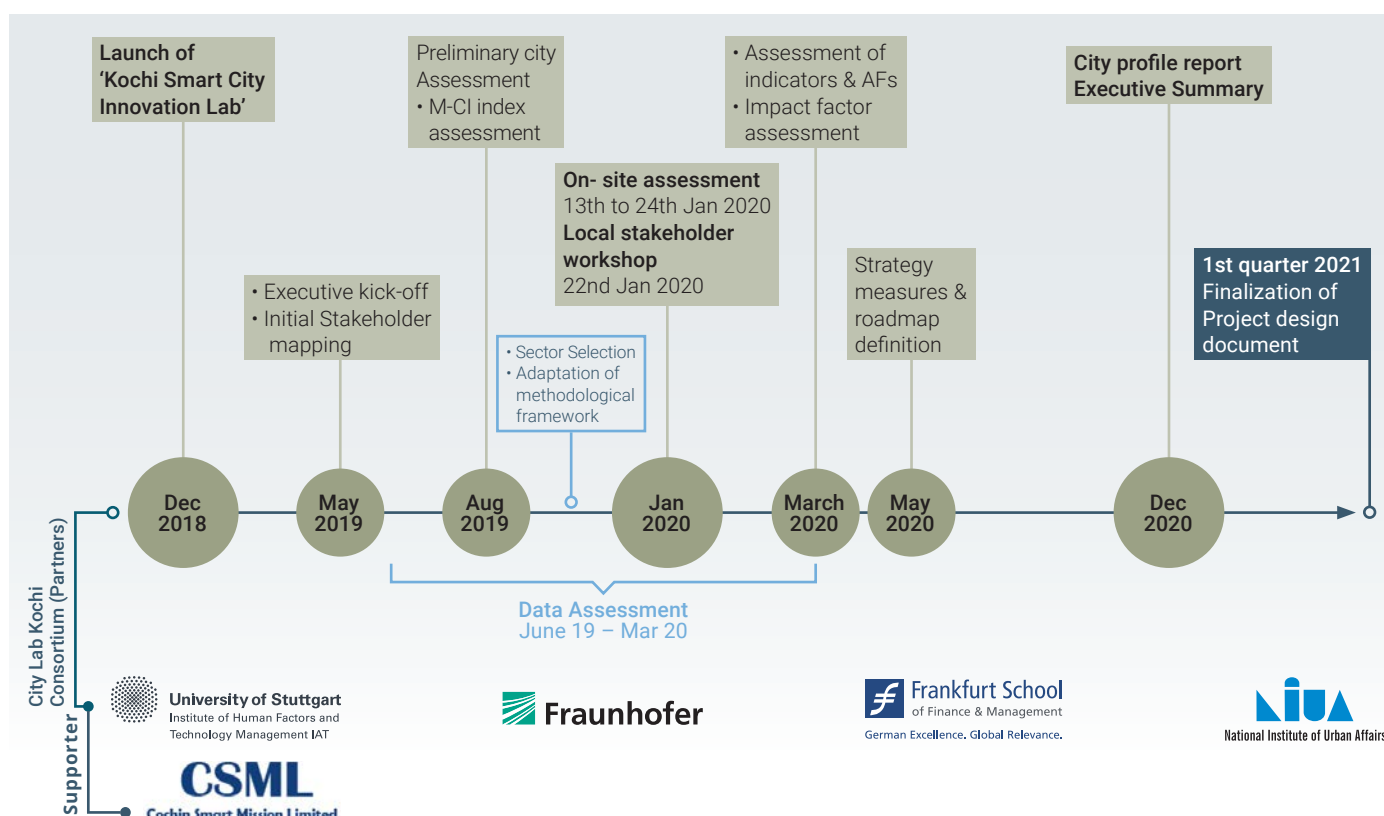 Launch of
‘Kochi Smart City
Innovation Lab’
Preliminary city
Assessment
• M-CI index
assessment
• Assessment of
indicators & AFs
• Impact factor
assessment
City profile report
Executive Summary
On- site assessment
13th to 24th Jan 2020
Local stakeholder
workshop
22nd Jan 2020
• Executive kick-off
• Initial Stakeholder
mapping
Strategy
measures &
roadmap
definition
1st quarter 2021
Finalization of
Project design
document
• Sector Selection
• Adaptation of
methodological
framework
Dec
2018
May
2019
Aug
2019
Jan
2020
March
2020
May
2020
Dec
2020
Data Assessment
June 19 – Mar 20
City Lab Kochi
Consortium (Partners)
University of Stuttgart
Institute of Human Factors and
Technology Management IAT
Fraunhofer
Frankfurt School
of Finance & Management
German Excellence. Global Relevance.
NIUA
National Institute of Urban Affairs
Supporter
CSML
Cochin Smart Mission Limited